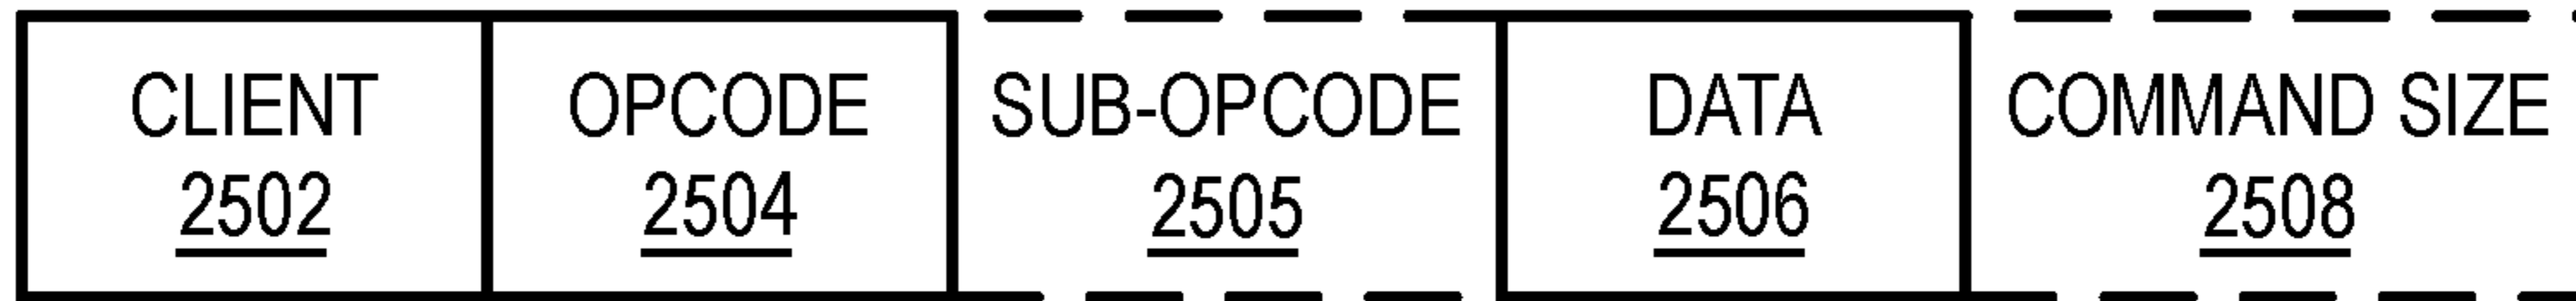 CLIENT OPCODE SUB-OPCODE DATA COMMAND SIZE
2502 2504 2505 2506 2508